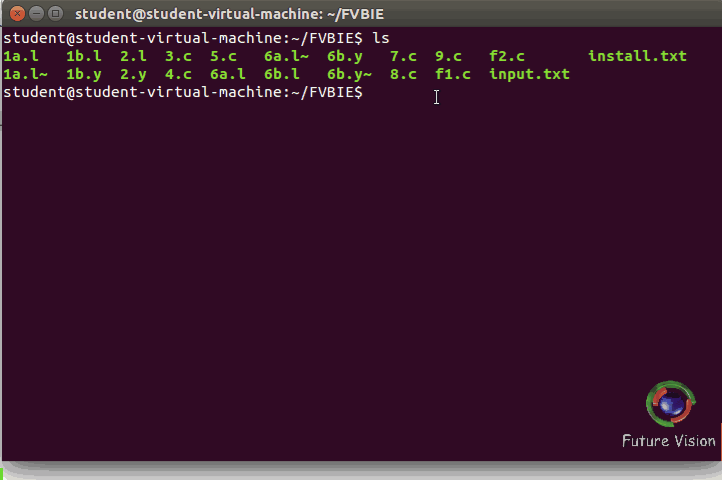 student@student-virtual-machine: ~/FVBIE
student@student-virtual-machine:~/FVBIE$ ls
1a.l   1b.l  2.l  3.c  5.c   6a.l~  6b.y   7.c  9.c   f2.c       install.txt
1a.l~  1b.y  2.y  4.c  6a.l  6b.l   6b.y~  8.c  f1.c  input.txt
student@student-virtual-machine:~/FVBIE$
Future Vision